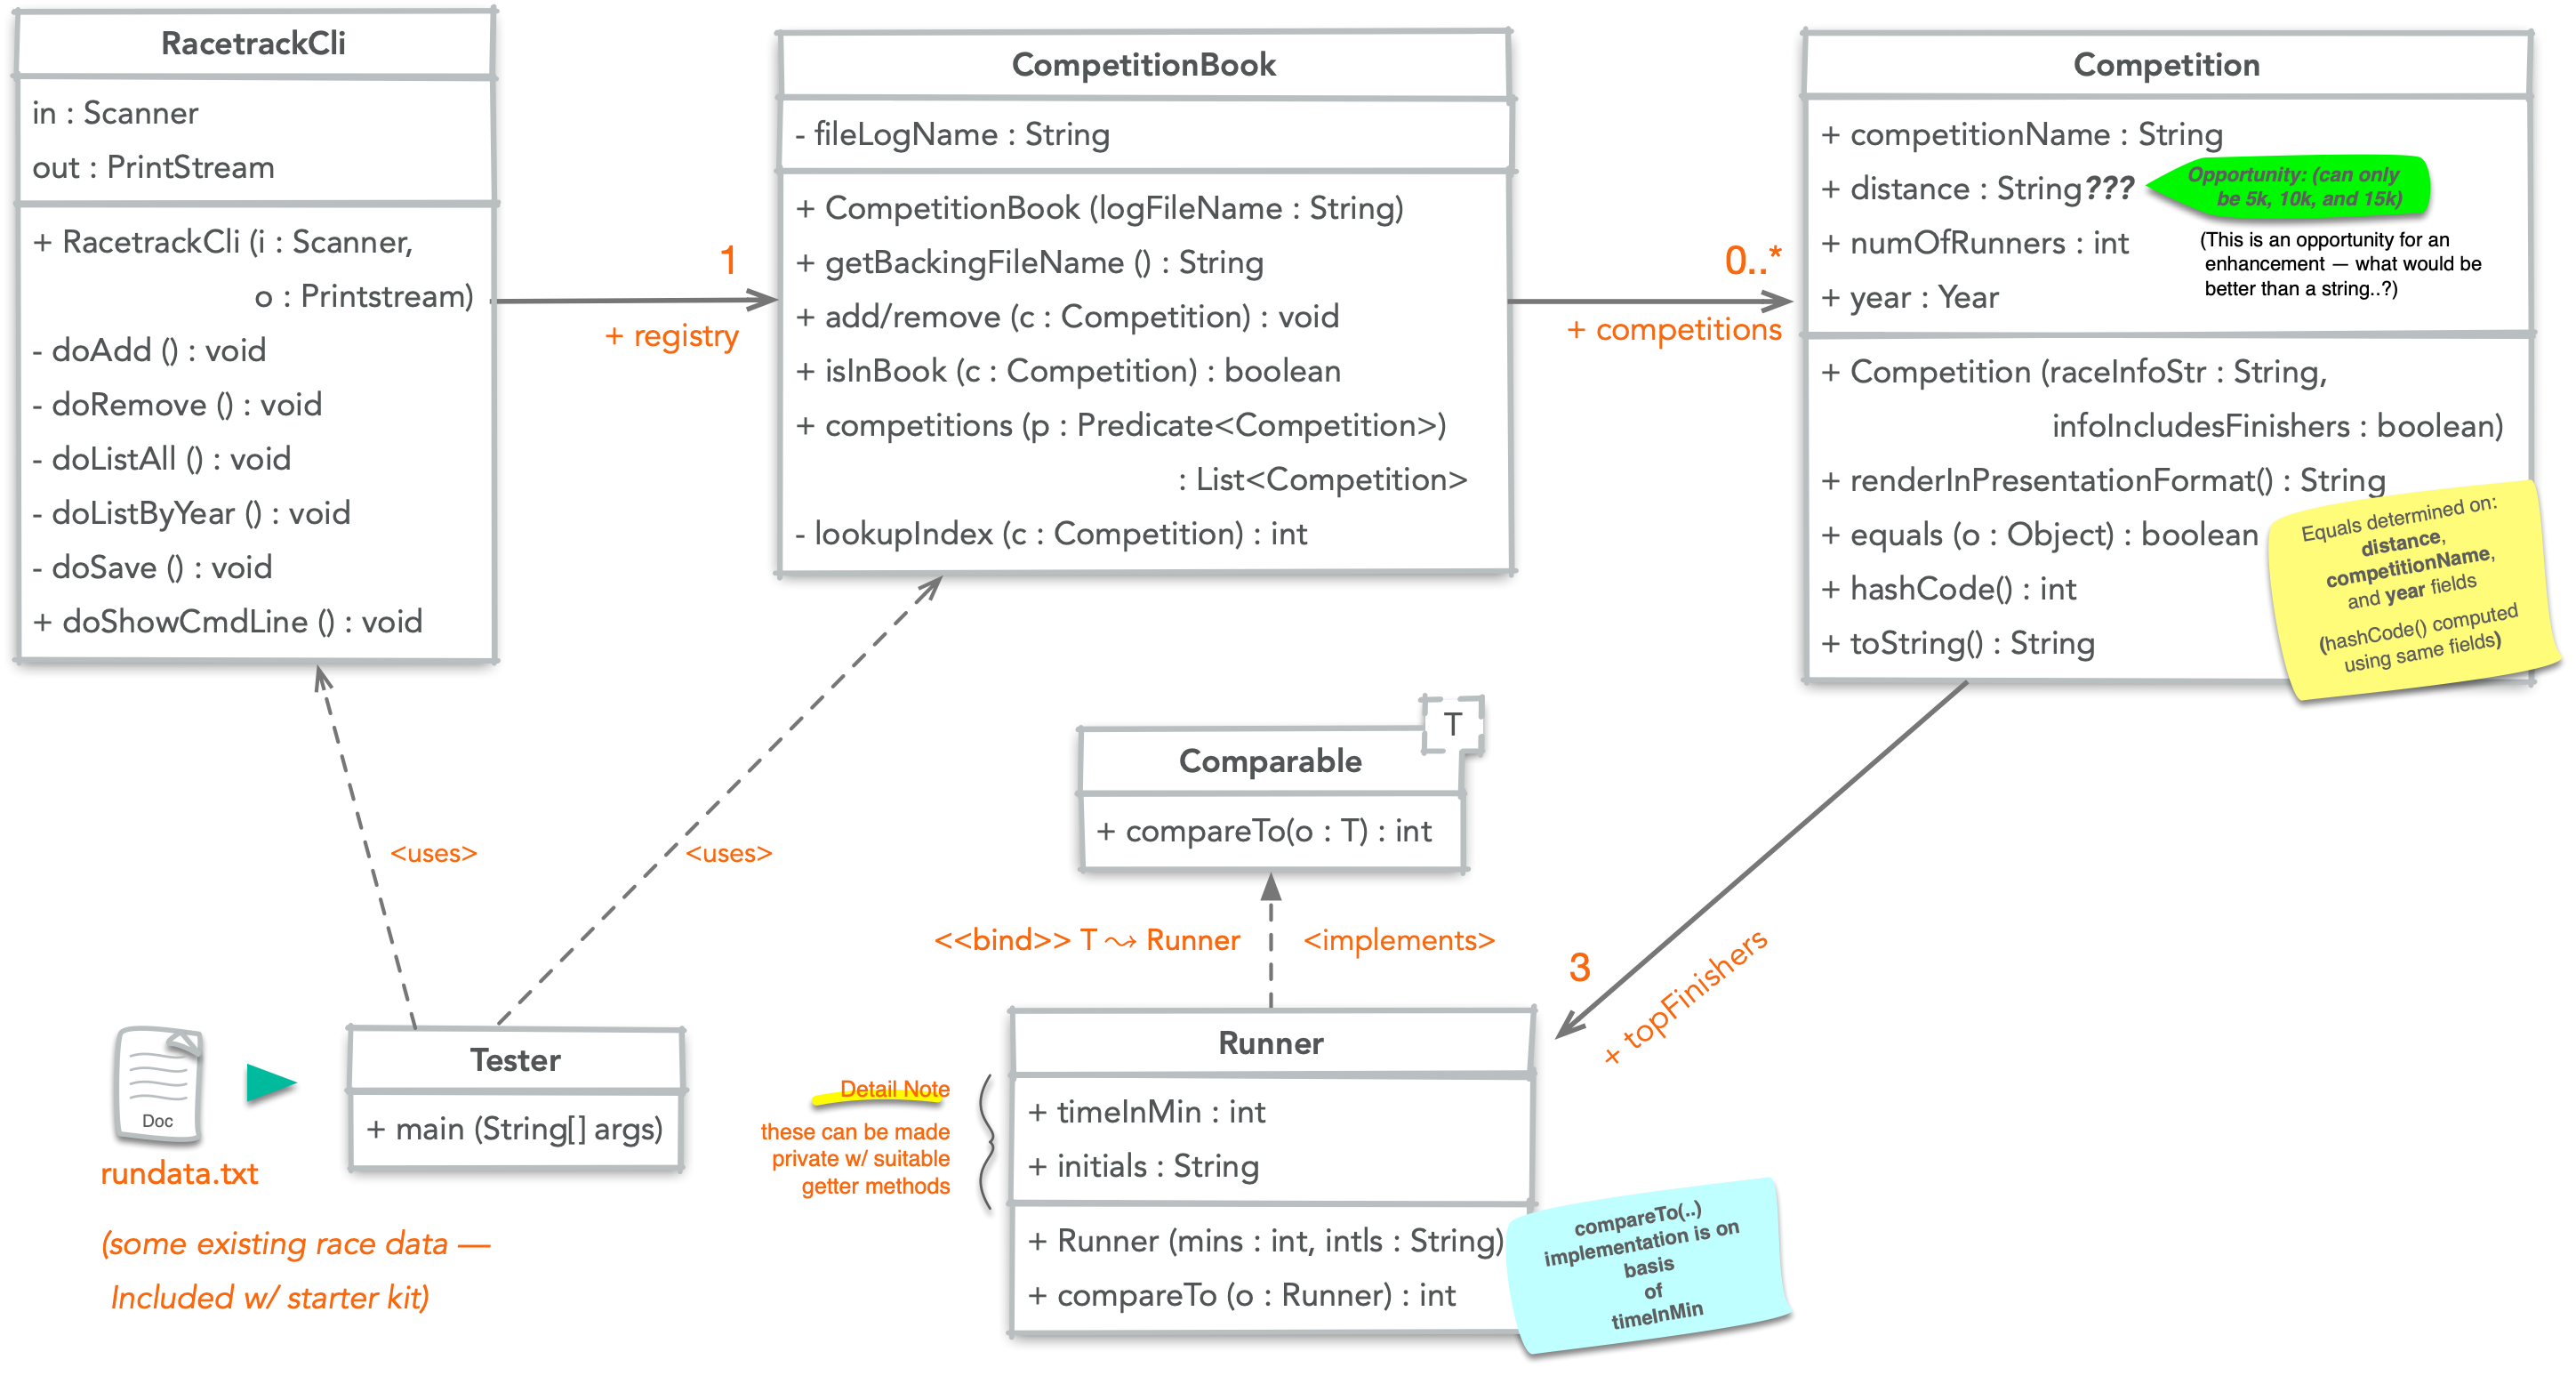 RacetrackCli
in : Scanner
out : PrintStream
+ RacetrackCli (i : Scanner,
o : Printstream)
- doAdd () : void
- doRemove () : void
- doListAll () : void
- doListByYear () : void
- doSave () : void
+ doShowCmdLine () : void
1
+ registry
CompetitionBook
- fileLogName : String
+ CompetitionBook (logFileName : String)
+ getBackingFileName () : String
+ add/remove (c : Competition) : void
+ isInBook (c : Competition) : boolean
+ competitions (p : Predicate<Competition>)
: List<Competition>
- lookupIndex (c : Competition) : int
0..*
+ competitions
Competition
+ competitionName : String
+ distance : String???
Opportunity: (can only
be 5k, 10k, and 15k)
+ numOfRunners : int
(This is an opportunity for an
enhancement — what would be
better than a string..?)
+ year : Year
+ Competition (raceInfoStr : String,
infoIncludesFinishers : boolean)
+ renderInPresentationFormat() : String
+ equals (o : Object) : boolean
+ hashCode() : int
+ toString() : String
Equals determined on:
distance,
competitionName,
and year fields
(hashCode() computed
using same fields)
<uses>
<uses>
T
Comparable
+ compareTo(o : T) : int
<<bind>> T ⤳ Runner
<implements>
3
+ topFinishers
Doc
rundata.txt
(some existing race data —
Included w/ starter kit)
Tester
+ main (String[] args)
Detail Note
these can be made
private w/ suitable
getter methods
Runner
+ timeInMin : int
+ initials : String
+ Runner (mins : int, intls : String)
+ compareTo (o : Runner) : int
compareTo(..)
implementation is on
basis
of
timeInMin